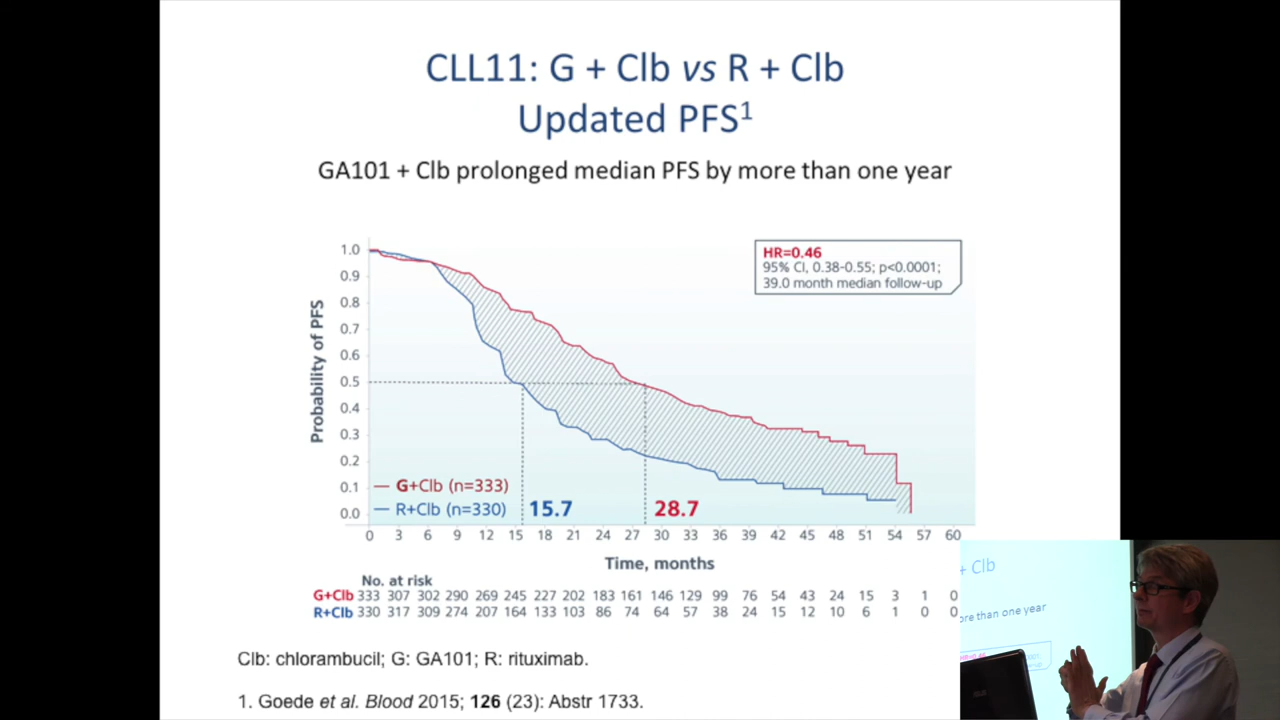 CLL11: G + Clb vs R + Clb
Updated PFS1
GA101 + Clb prolonged median PFS by more than one year
HR=0.46
95% CI, 0.38-0.55; p<0.0001;
39.0 month median follow-up
Probability of PFS
1.0
0.9
0.8
0.7
0.6
0.5
0.4
0.3
0.2
0.1
0.0
G+Clb (n=333)
R+Clb (n=330)
15.7
28.7
0 3 6 9 12 15 18 21 24 27 30 33 36 39 42 45 48 51 54 57 60
Time, months
No. at risk
G+Clb 333 307 302 290 269 245 227 202 183 161 146 129 99 76 54 43 24 15 3 1 0
R+Clb 330 317 309 274 207 164 133 103 86 74 64 57 38 24 15 12 10 6 1 0 0
Clb: chlorambucil; G: GA101; R: rituximab.
1. Goede et al. Blood 2015; 126 (23): Abstr 1733.
+ Clb
more than one year